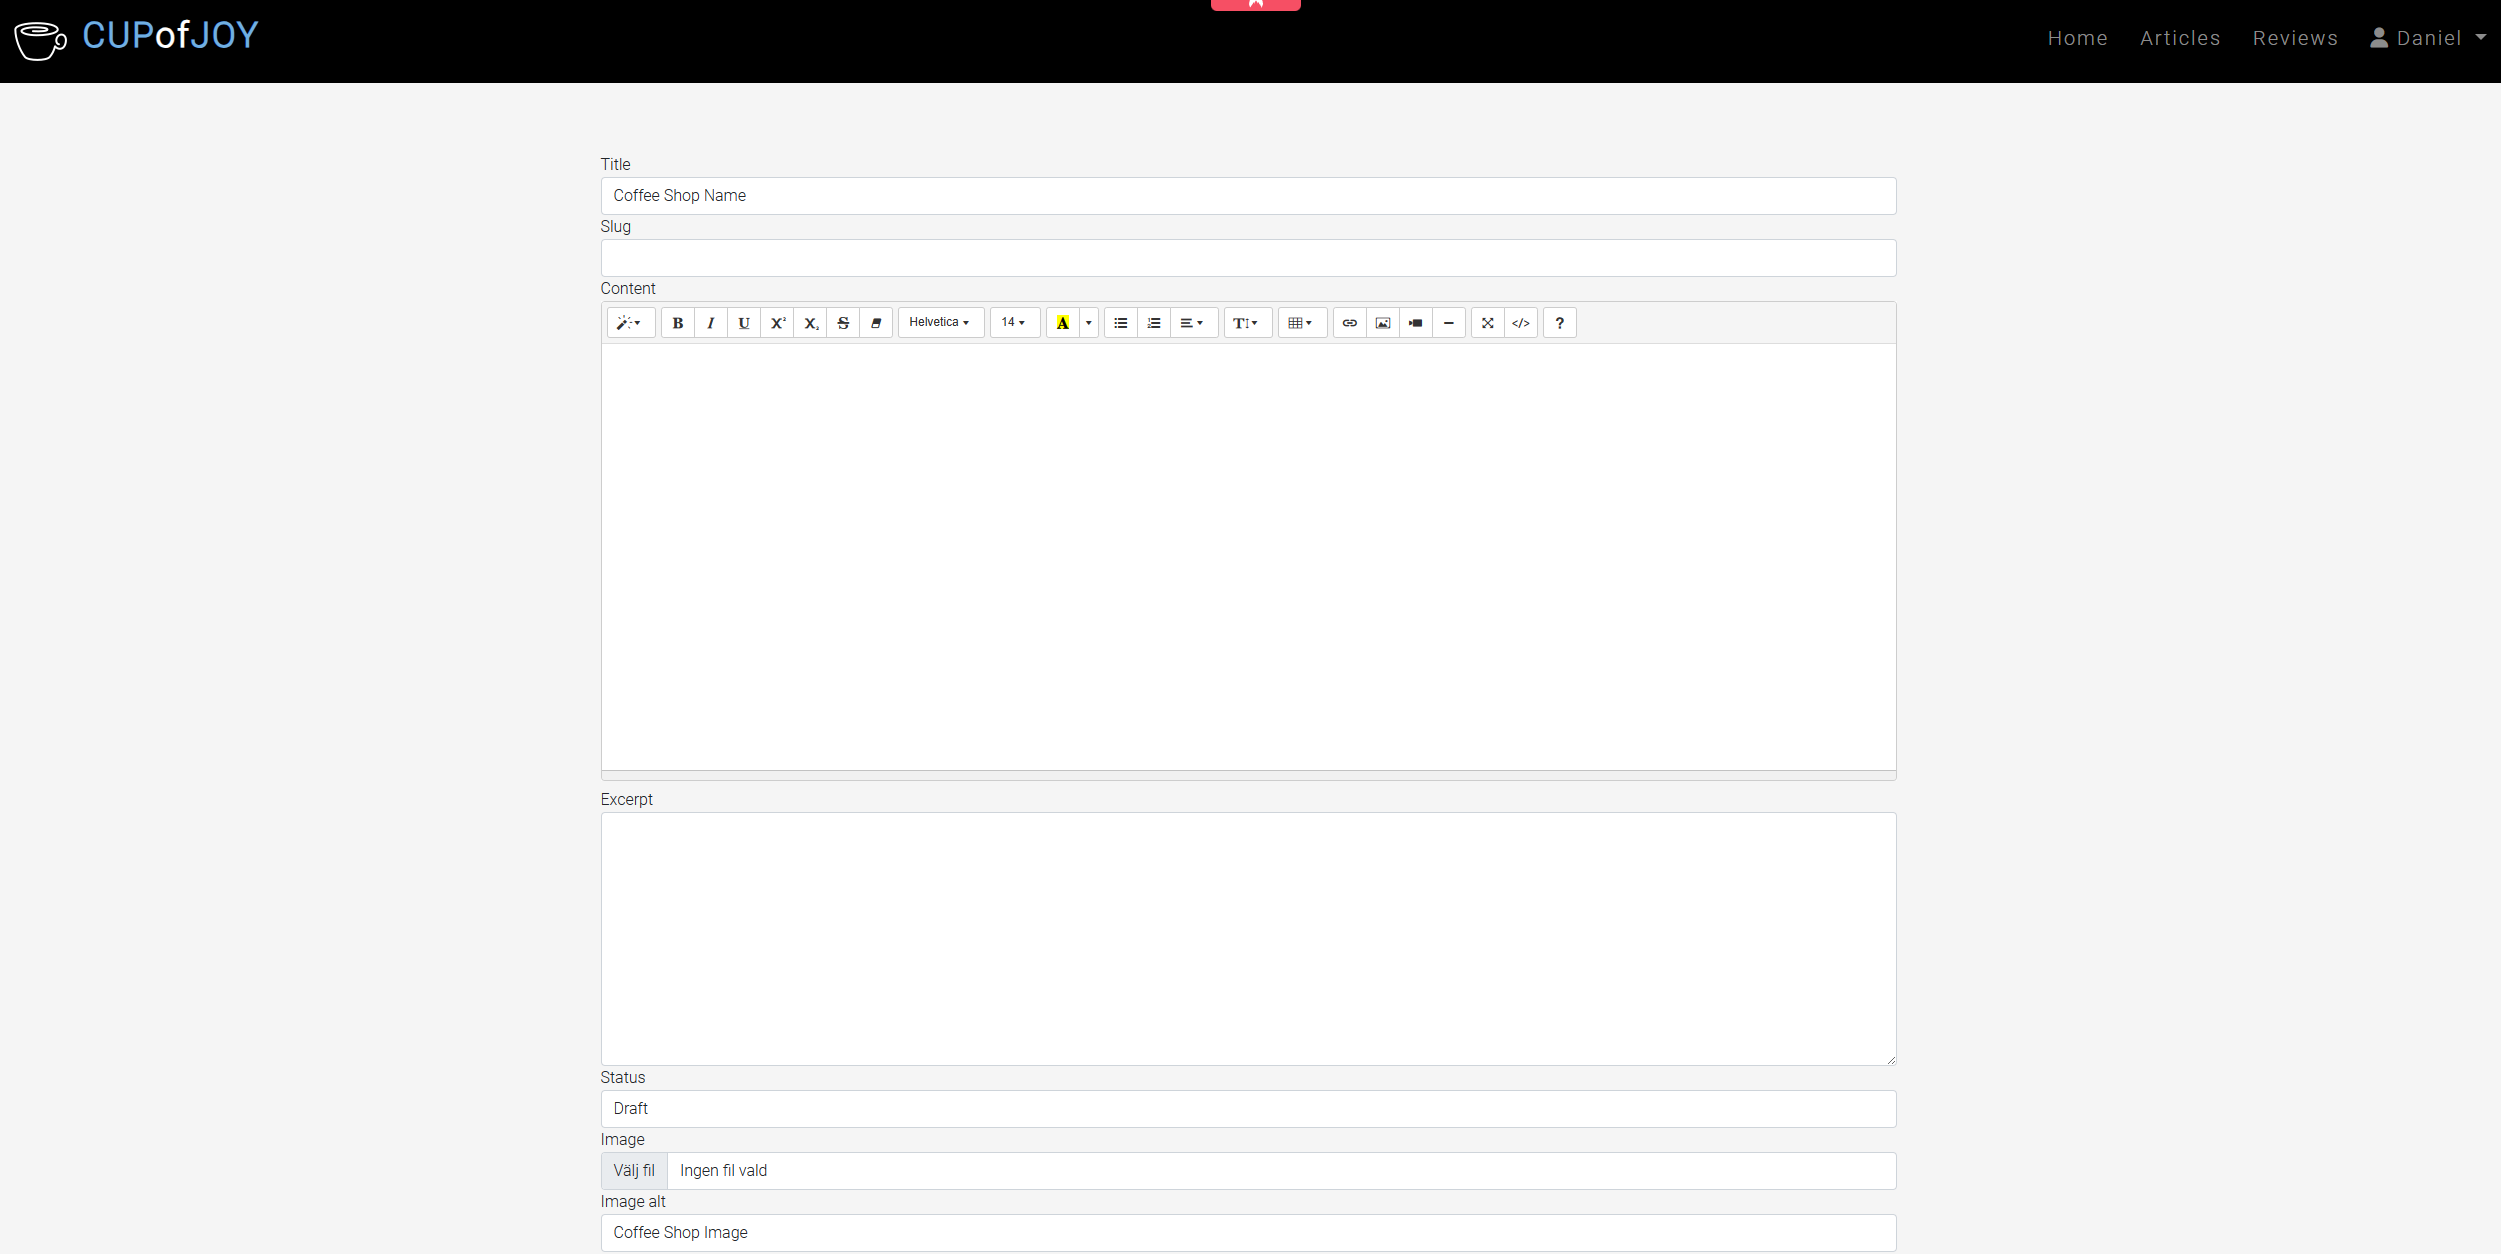 CUPofJOY
Home Articles Reviews Daniel
Title
Coffee Shop Name
Slug
Content
B I U X² X₂ S Helvetica 14 A T </> ?
Excerpt
Status
Draft
Image
Välj fil Ingen fil vald
Image alt
Coffee Shop Image